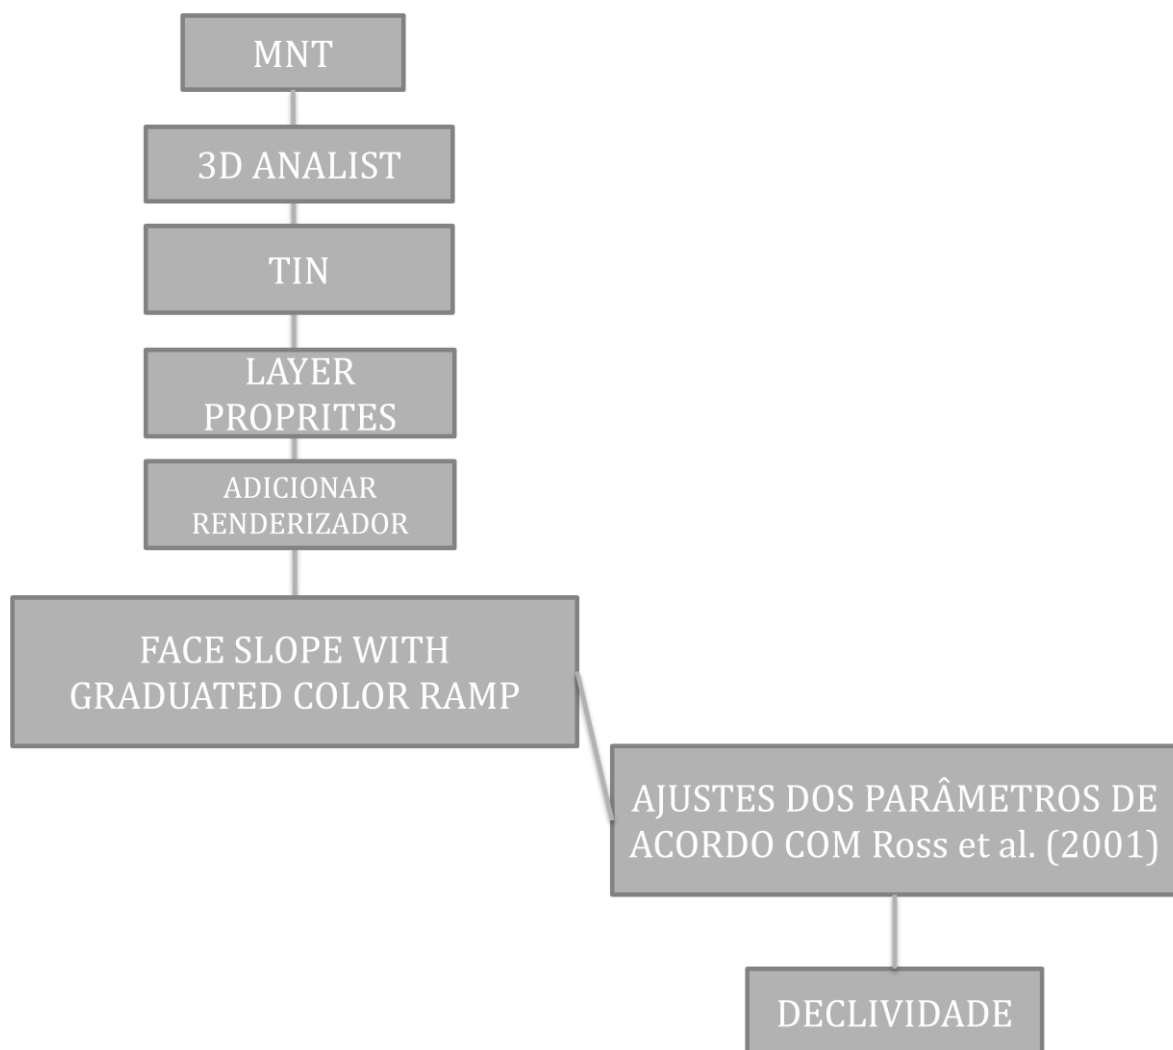 MNT
3D ANALIST
TIN
LAYER
PROPRITES
ADICIONAR
RENDERIZADOR
FACE SLOPE WITH
GRADUATED COLOR RAMP
AJUSTES DOS PARÂMETROS DE
ACORDO COM Ross et al. (2001)
DECLIVIDADE